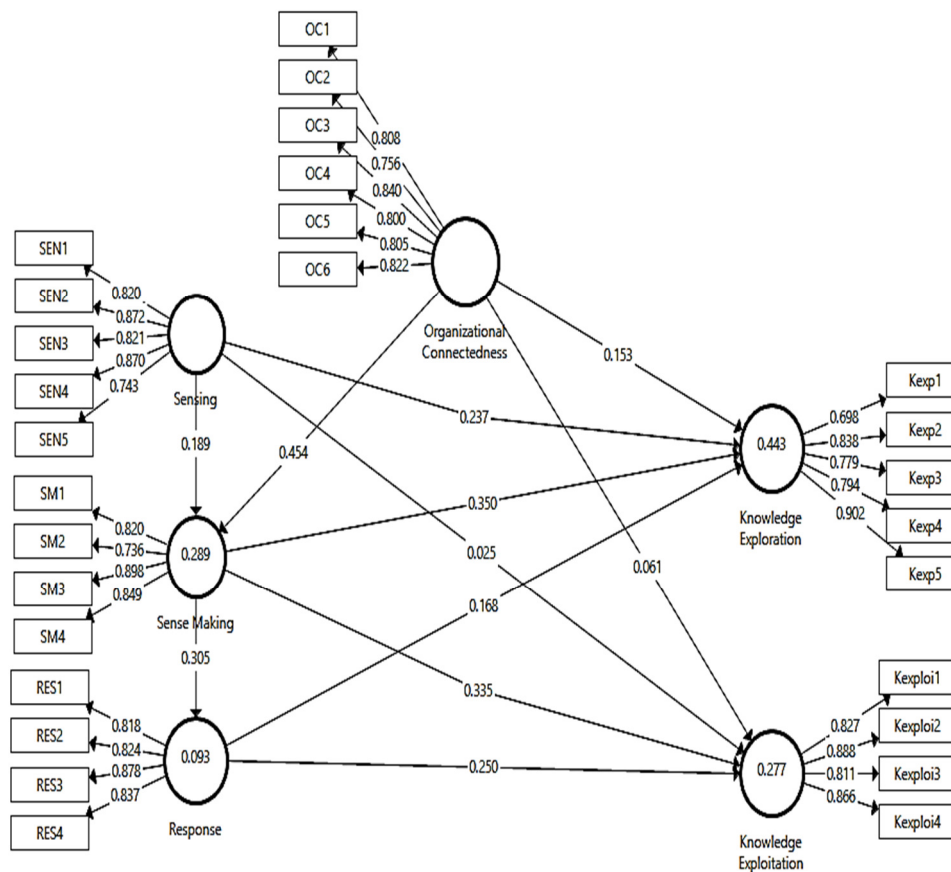 OC1
OC2
OC3
OC4
OC5
OC6
0.808
0.756
0.840
0.800
0.805
0.822
Organizational
Connectedness
SEN1
SEN2
SEN3
SEN4
SEN5
0.820
0.872
0.821
0.870
0.743
Sensing
0.189
0.454
0.153
0.237
0.350
0.025
0.061
0.168
SM1
SM2
SM3
SM4
0.820
0.736
0.898
0.849
0.289
Sense Making
0.305
0.335
0.250
RES1
RES2
RES3
RES4
0.818
0.824
0.878
0.837
0.093
Response
0.443
Knowledge
Exploration
0.698
0.838
0.779
0.794
0.902
Kexp1
Kexp2
Kexp3
Kexp4
Kexp5
0.277
Knowledge
Exploitation
0.827
0.888
0.811
0.866
Kexploi1
Kexploi2
Kexploi3
Kexploi4